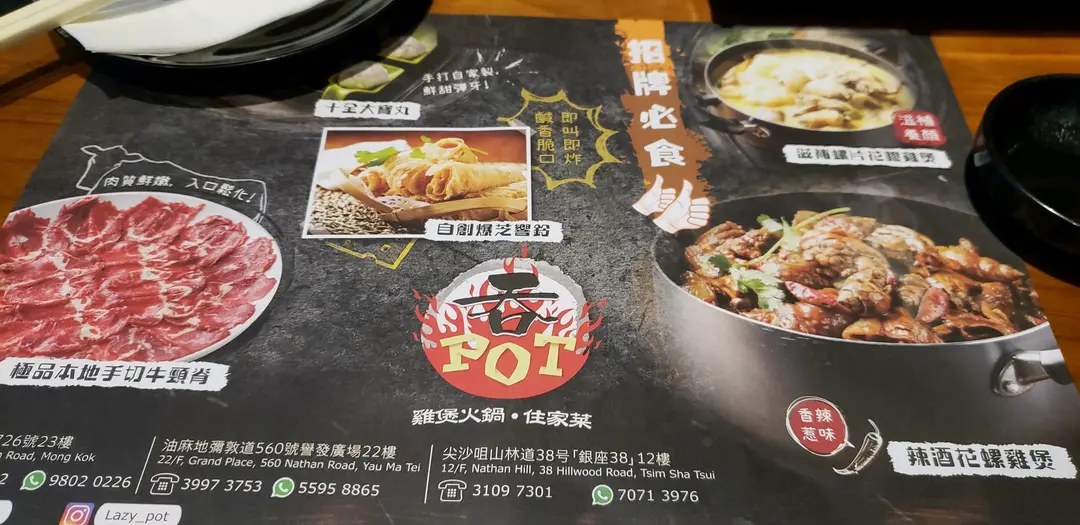 手打自家製,
鮮甜彈牙!
十全大寶丸
即叫即炸
鹹香脆口
自創爆芝響鈴
招牌必食
溫補
養顏
滋補螺片花膠雞煲
肉質鮮嫩, 入口鬆化!
極品本地手切牛頸脊
吞
POT
雞煲火鍋・住家菜
香辣
惹味
辣酒花螺雞煲
726號23樓
Road, Mong Kok
9802 0226
油麻地彌敦道560號譽發廣場22樓
22/F, Grand Place, 560 Nathan Road, Yau Ma Tei
3997 3753 5595 8865
尖沙咀山林道38號「銀座38」12樓
12/F, Nathan Hill, 38 Hillwood Road, Tsim Sha Tsui
3109 7301 7071 3976
Lazy_pot